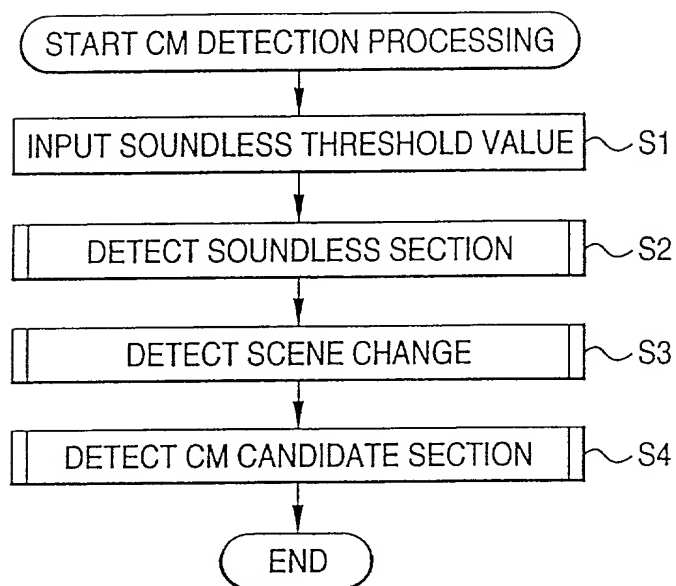 START CM DETECTION PROCESSING
INPUT SOUNDLESS THRESHOLD VALUE S1
DETECT SOUNDLESS SECTION S2
DETECT SCENE CHANGE S3
DETECT CM CANDIDATE SECTION S4
END